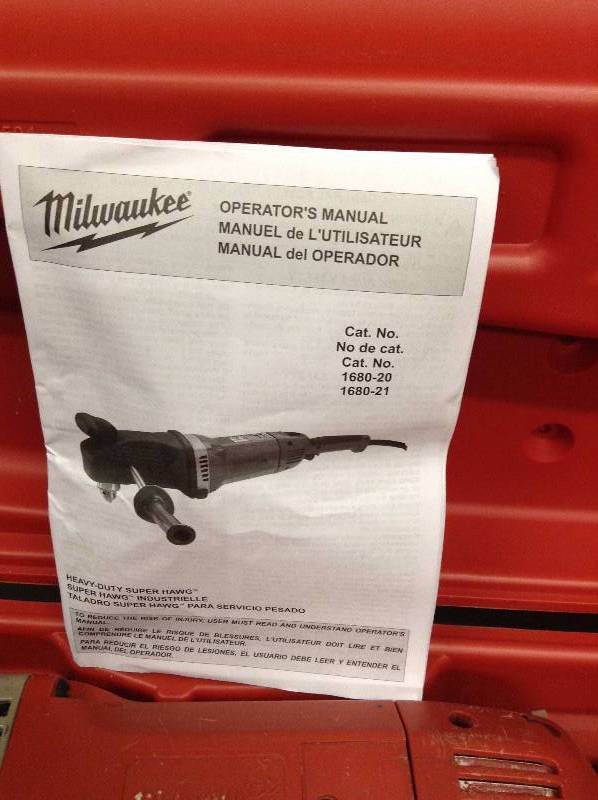 Milwaukee®
OPERATOR'S MANUAL
MANUEL de L'UTILISATEUR
MANUAL del OPERADOR
Cat. No.
No de cat.
Cat. No.
1680-20
1680-21
HEAVY-DUTY SUPER HAWG™
SUPER HAWG™ INDUSTRIELLE
TALADRO SUPER HAWG™ PARA SERVICIO PESADO
TO REDUCE THE RISK OF INJURY, USER MUST READ AND UNDERSTAND OPERATOR'S
MANUAL.
AFIN DE RÉDUIRE LE RISQUE DE BLESSURES, L'UTILISATEUR DOIT LIRE ET BIEN
COMPRENDRE LE MANUEL DE L'UTILISATEUR.
PARA REDUCIR EL RIESGO DE LESIONES, EL USUARIO DEBE LEER Y ENTENDER EL
MANUAL DEL OPERADOR.